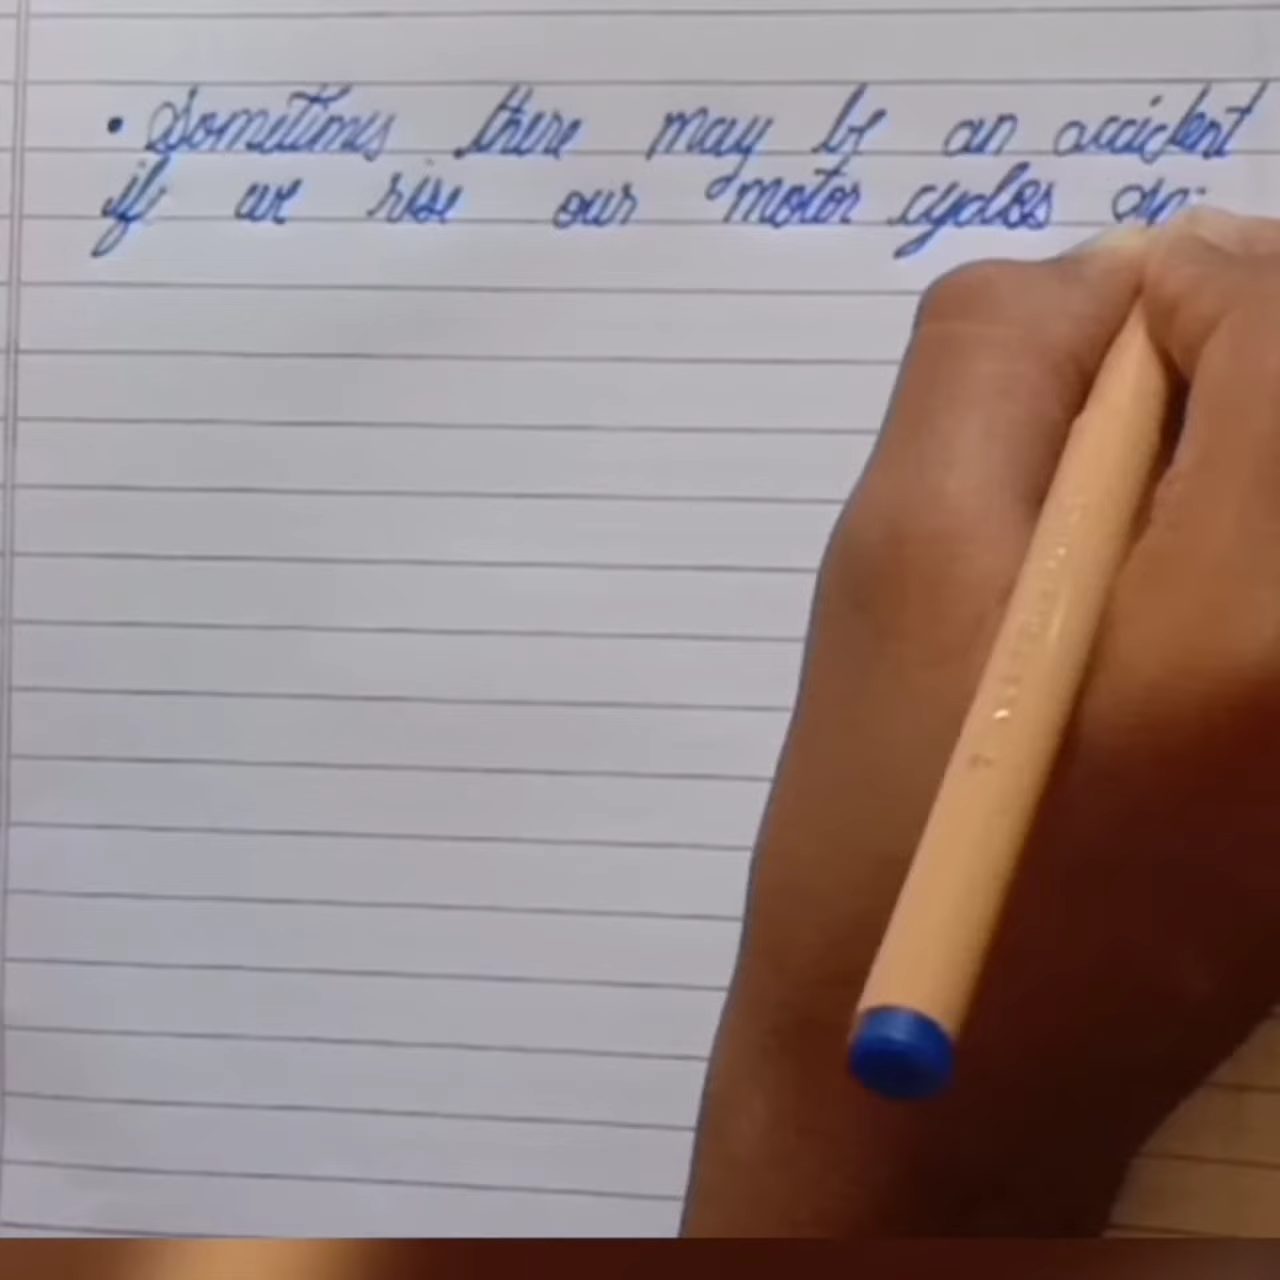 • Sometimes there may be an accident
if we rise our motor cycles